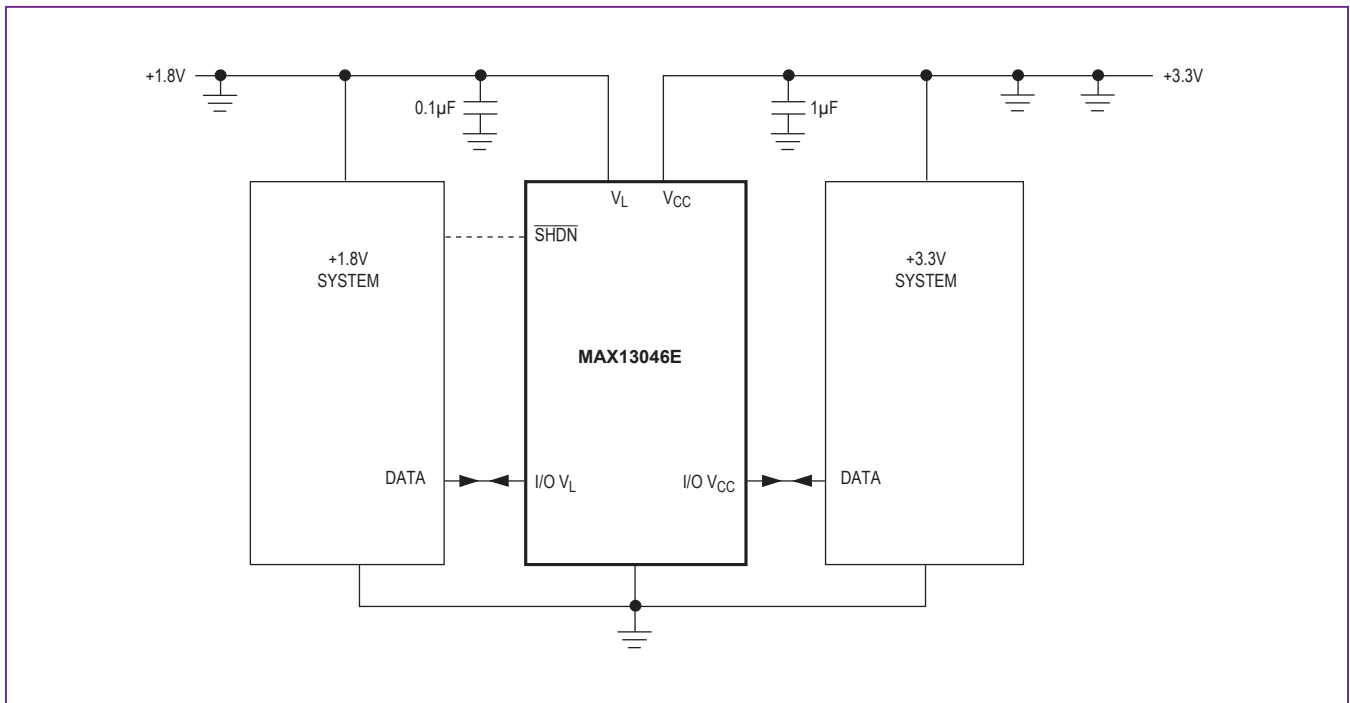 +1.8V
+3.3V
0.1µF
1µF
V_L
V_CC
SHDN
+1.8V
SYSTEM
+3.3V
SYSTEM
MAX13046E
DATA
I/O V_L
I/O V_CC
DATA